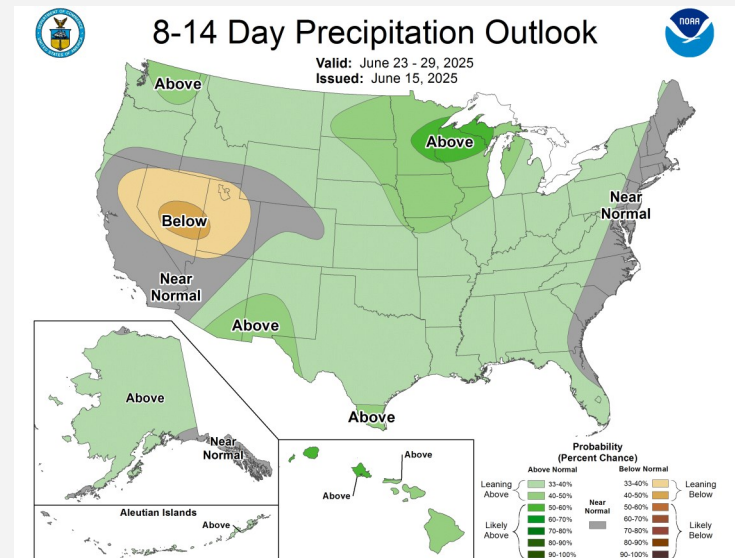 8-14 Day Precipitation Outlook
Valid: June 23 - 29, 2025
Issued: June 15, 2025
NOAA
Above
Above
Below
Near
Normal
Near
Normal
Above
Above
Above
Near
Normal
Aleutian Islands
Above
Above
Above
Probability
(Percent Chance)
Above Normal
Below Normal
Leaning
Above
33-40%
40-50%
Likely
Above
50-60%
60-70%
70-80%
80-90%
90-100%
Near
Normal
33-40%
40-50%
Leaning
Below
50-60%
60-70%
70-80%
80-90%
90-100%
Likely
Below